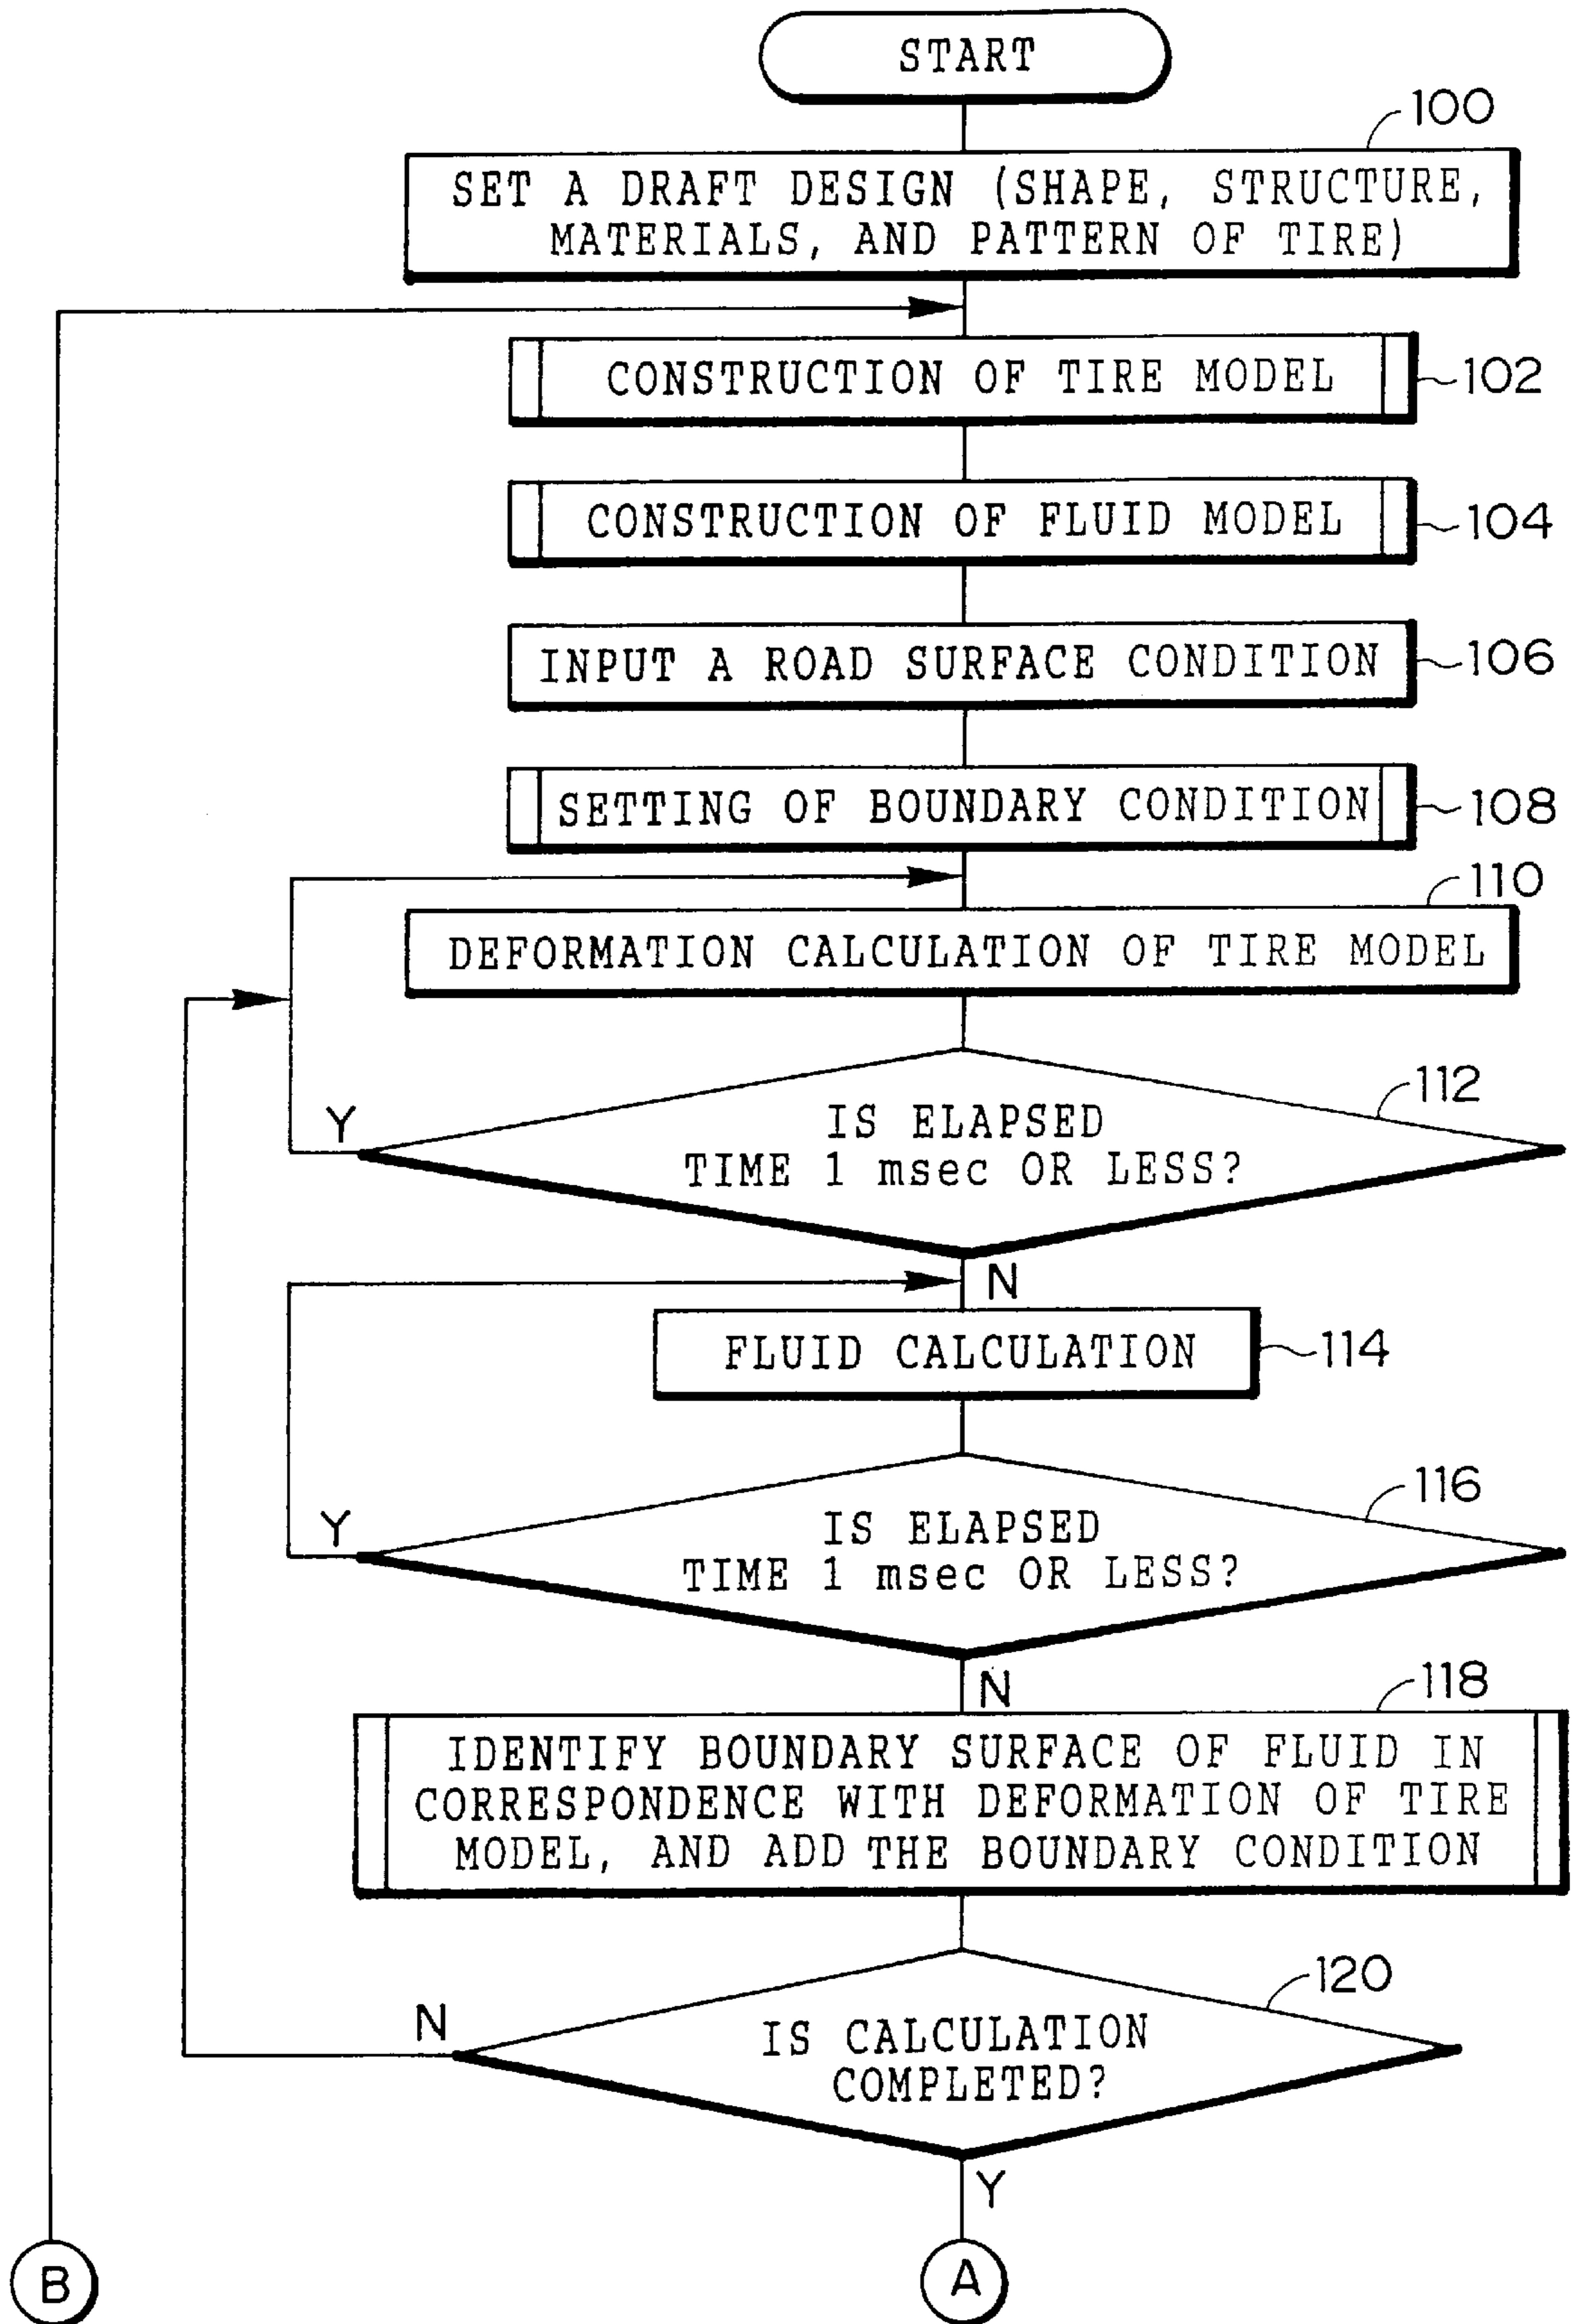 START
100
SET A DRAFT DESIGN (SHAPE, STRUCTURE,
MATERIALS, AND PATTERN OF TIRE)
CONSTRUCTION OF TIRE MODEL
102
CONSTRUCTION OF FLUID MODEL
104
INPUT A ROAD SURFACE CONDITION
106
SETTING OF BOUNDARY CONDITION
108
110
DEFORMATION CALCULATION OF TIRE MODEL
112
Y
IS ELAPSED
TIME 1 msec OR LESS?
N
FLUID CALCULATION
114
116
Y
IS ELAPSED
TIME 1 msec OR LESS?
N
118
IDENTIFY BOUNDARY SURFACE OF FLUID IN
CORRESPONDENCE WITH DEFORMATION OF TIRE
MODEL, AND ADD THE BOUNDARY CONDITION
120
N
IS CALCULATION
COMPLETED?
Y
B
A